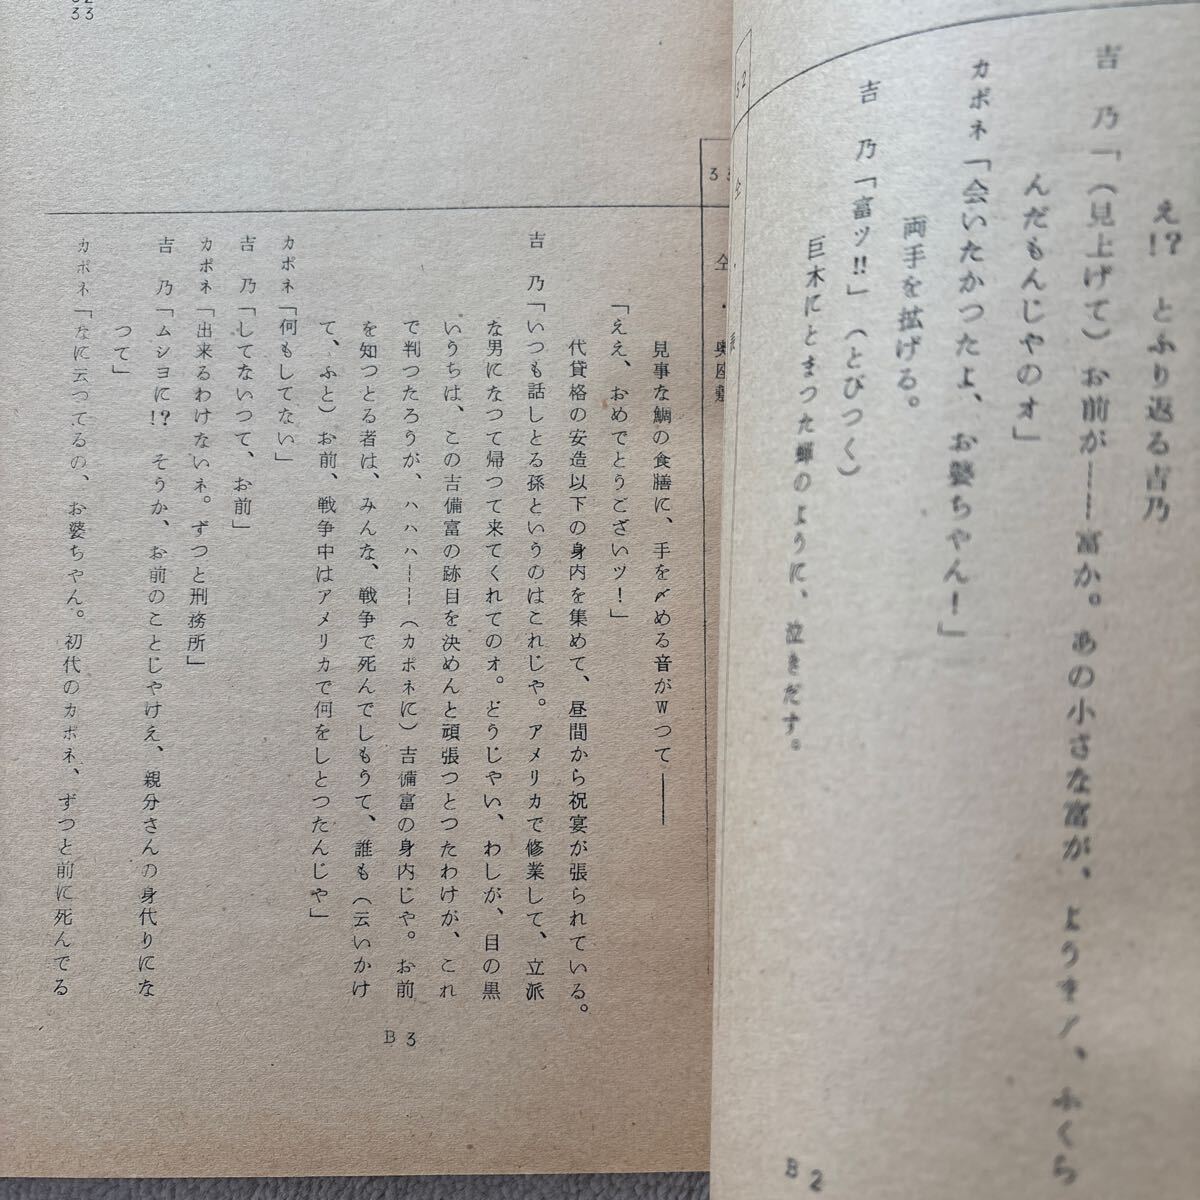 え!?　とふり返る吉乃
吉　乃「（見上げて）お前が――富か。あの小さな富が、ようまァ、ふくら
んだもんじやのオ」
カポネ「会いたかつたよ、お婆ちやん！」
両手を拡げる。
吉　乃「富ッ!!」（とびつく）
巨木にとまつた蝉のように、泣きだす。
B2
32
33
33　仝・奥座敷
見事な鯛の食膳に、手を〆める音がWつて――
「ええ、おめでとうございッ！」
代貸格の安造以下の身内を集めて、昼間から祝宴が張られている。
吉　乃「いつも話しとる孫というのはこれじゃ。アメリカで修業して、立派
な男になつて帰つて来てくれてのオ。どうじゃい、わしが、目の黒
いうちは、この吉備富の跡目を決めんと頑張つとつたわけが、これ
で判つたろうが、ハハハ――（カポネに）吉備富の身内じゃ。お前
を知つとる者は、みんな、戦争で死んでしもうて、誰も（云いかけ
て、ふと）お前、戦争中はアメリカで何をしとつたんじゃ」
カポネ「何もしてない」
吉　乃「してないつて、お前」
カポネ「出来るわけないネ。ずつと刑務所」
吉　乃「ムショに!?　そうか、お前のことじゃけえ、親分さんの身代りにな
つて」
カポネ「なに云つてるの、お婆ちやん。初代のカポネ、ずつと前に死んでる
B3